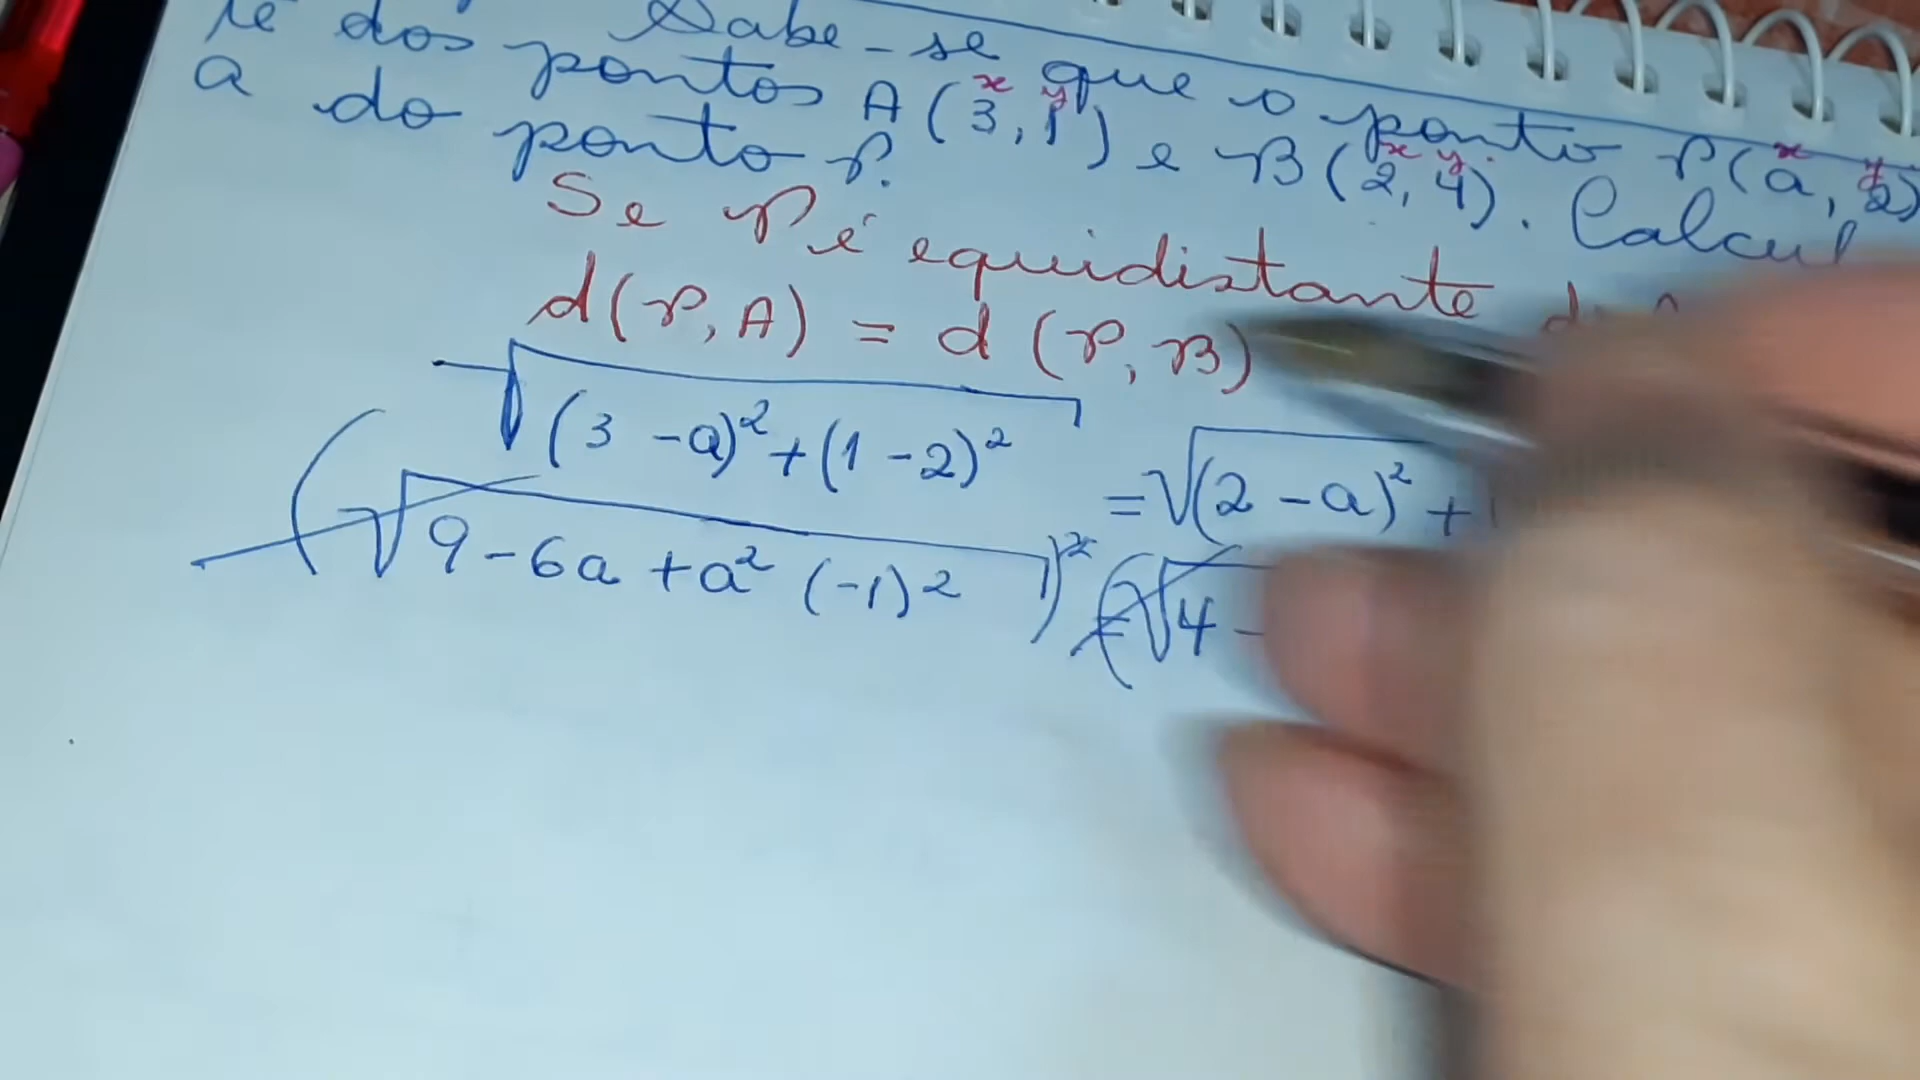 Sabe-se que o ponto P(a, 2)
te dos pontos A(3, 1) e B(2, 4). Calcul
x y x y x y
a do ponto P.
Se P é equidistante
d(P, A) = d(P, B)
√(3 - a)² + (1 - 2)² = √(2 - a)² +
(√9 - 6a + a² (-1)²)² = (√4 -